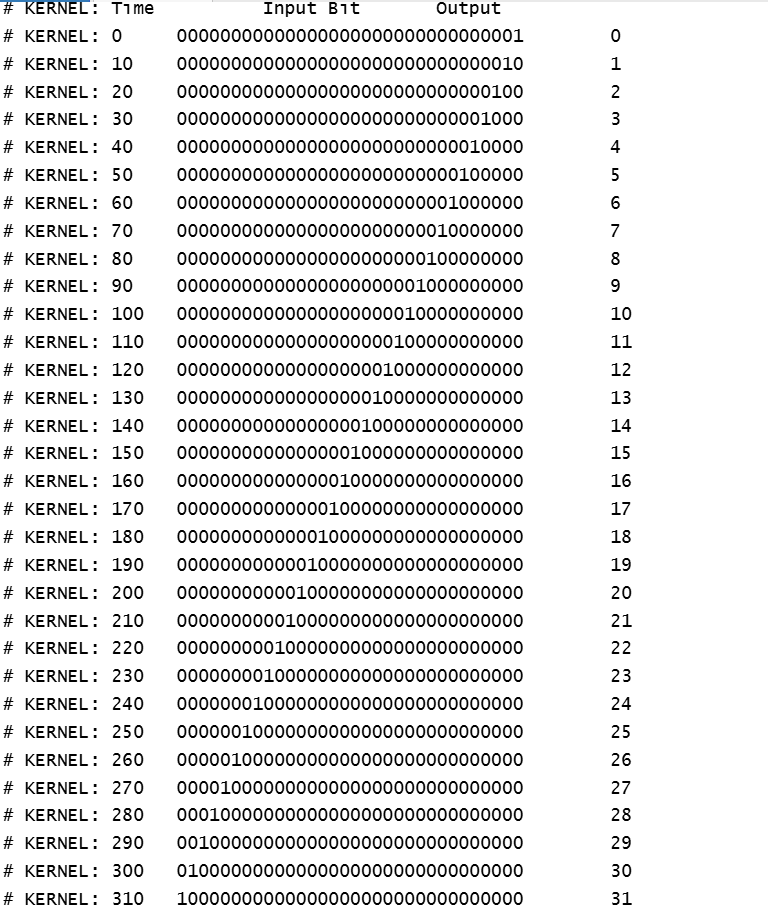 # KERNEL: Time Input Bit Output
# KERNEL: 0 00000000000000000000000000000001 0
# KERNEL: 10 00000000000000000000000000000010 1
# KERNEL: 20 00000000000000000000000000000100 2
# KERNEL: 30 00000000000000000000000000001000 3
# KERNEL: 40 00000000000000000000000000010000 4
# KERNEL: 50 00000000000000000000000000100000 5
# KERNEL: 60 00000000000000000000000001000000 6
# KERNEL: 70 00000000000000000000000010000000 7
# KERNEL: 80 00000000000000000000000100000000 8
# KERNEL: 90 00000000000000000000001000000000 9
# KERNEL: 100 00000000000000000000010000000000 10
# KERNEL: 110 00000000000000000000100000000000 11
# KERNEL: 120 00000000000000000001000000000000 12
# KERNEL: 130 00000000000000000010000000000000 13
# KERNEL: 140 00000000000000000100000000000000 14
# KERNEL: 150 00000000000000001000000000000000 15
# KERNEL: 160 00000000000000010000000000000000 16
# KERNEL: 170 00000000000000100000000000000000 17
# KERNEL: 180 00000000000001000000000000000000 18
# KERNEL: 190 00000000000010000000000000000000 19
# KERNEL: 200 00000000000100000000000000000000 20
# KERNEL: 210 00000000001000000000000000000000 21
# KERNEL: 220 00000000010000000000000000000000 22
# KERNEL: 230 00000000100000000000000000000000 23
# KERNEL: 240 00000001000000000000000000000000 24
# KERNEL: 250 00000010000000000000000000000000 25
# KERNEL: 260 00000100000000000000000000000000 26
# KERNEL: 270 00001000000000000000000000000000 27
# KERNEL: 280 00010000000000000000000000000000 28
# KERNEL: 290 00100000000000000000000000000000 29
# KERNEL: 300 01000000000000000000000000000000 30
# KERNEL: 310 10000000000000000000000000000000 31